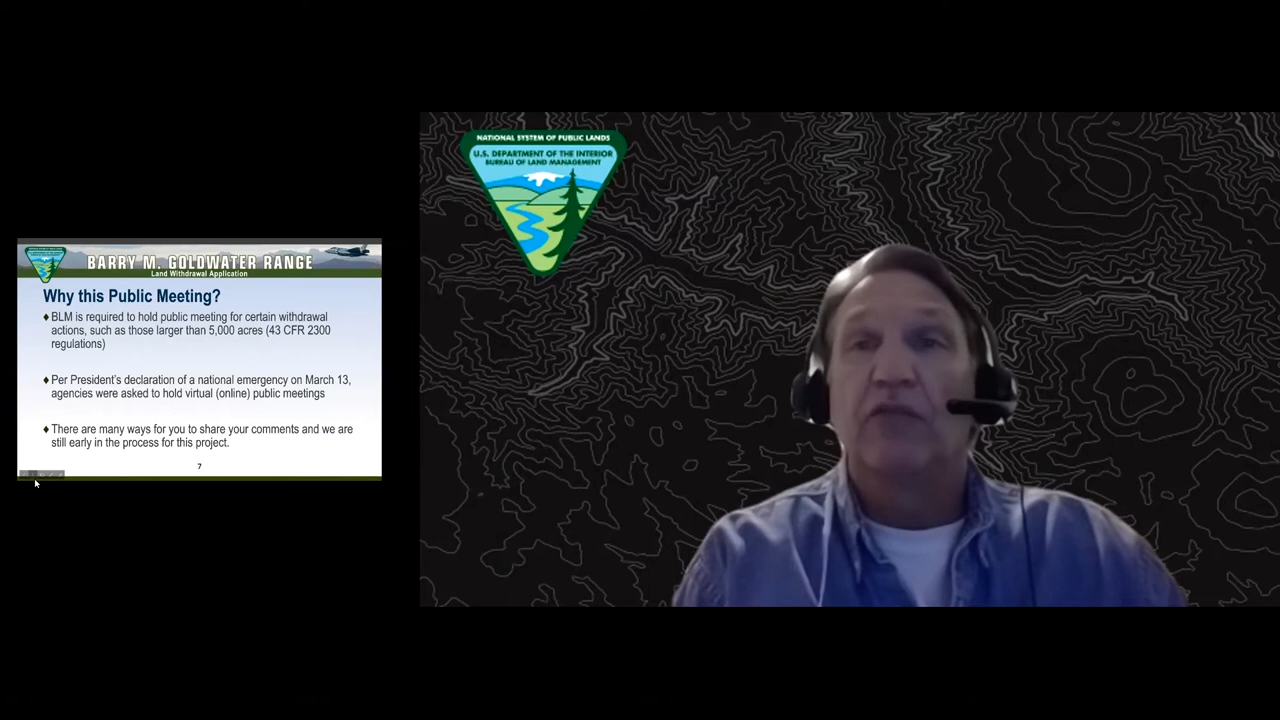 BARRY M. GOLDWATER RANGE
Land Withdrawal Application
Why this Public Meeting?
♦ BLM is required to hold public meeting for certain withdrawal
actions, such as those larger than 5,000 acres (43 CFR 2300
regulations)
♦ Per President's declaration of a national emergency on March 13,
agencies were asked to hold virtual (online) public meetings
♦ There are many ways for you to share your comments and we are
still early in the process for this project.
7
NATIONAL SYSTEM OF PUBLIC LANDS
U.S. DEPARTMENT OF THE INTERIOR
BUREAU OF LAND MANAGEMENT